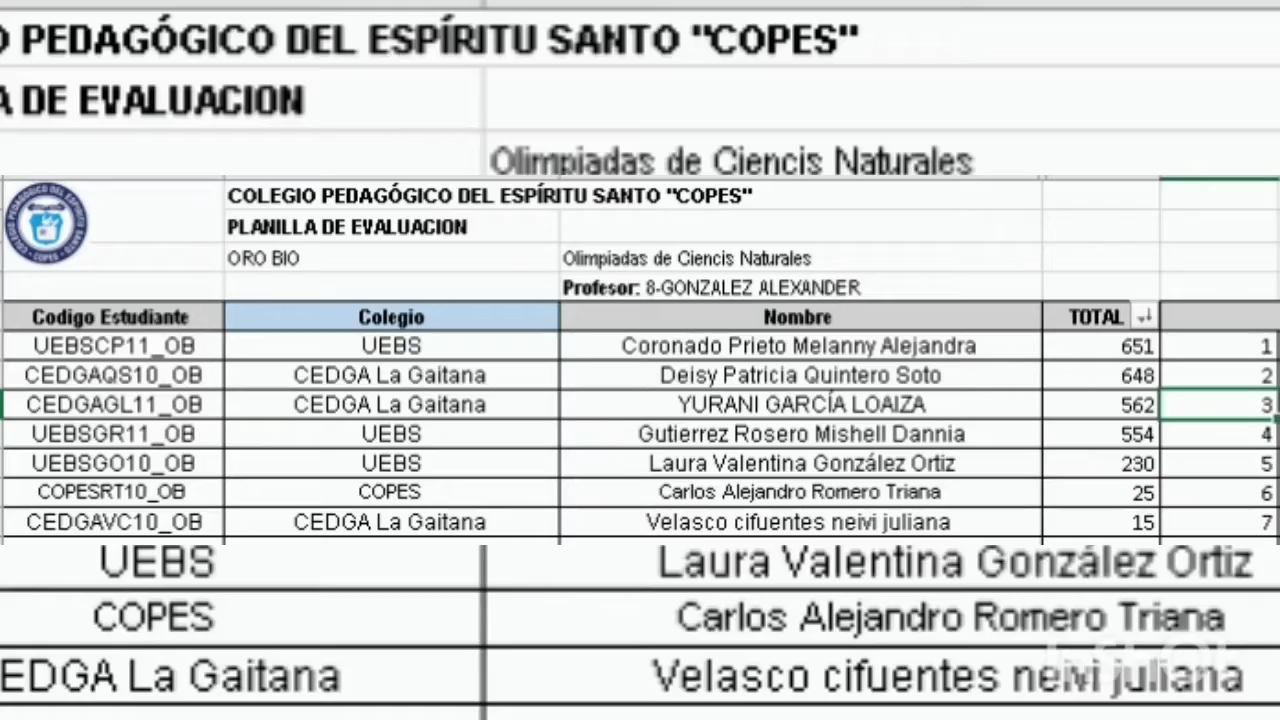 O PEDAGÓGICO DEL ESPÍRITU SANTO "COPES"
A DE EVALUACION
Olimpiadas de Ciencis Naturales
COLEGIO PEDAGÓGICO DEL ESPÍRITU SANTO "COPES"
PLANILLA DE EVALUACION
ORO BIO Olimpiadas de Ciencis Naturales
Profesor: 8-GONZALEZ ALEXANDER
Codigo Estudiante Colegio Nombre TOTAL
UEBSCP11_OB UEBS Coronado Prieto Melanny Alejandra 651 1
CEDGAQS10_OB CEDGA La Gaitana Deisy Patricia Quintero Soto 648 2
CEDGAGL11_OB CEDGA La Gaitana YURANI GARCÍA LOAIZA 562 3
UEBSGR11_OB UEBS Gutierrez Rosero Mishell Dannia 554 4
UEBSGO10_OB UEBS Laura Valentina González Ortiz 230 5
COPESRT10_OB COPES Carlos Alejandro Romero Triana 25 6
CEDGAVC10_OB CEDGA La Gaitana Velasco cifuentes neivi juliana 15 7
UEBS Laura Valentina González Ortiz
COPES Carlos Alejandro Romero Triana
EDGA La Gaitana Velasco cifuentes neivi juliana